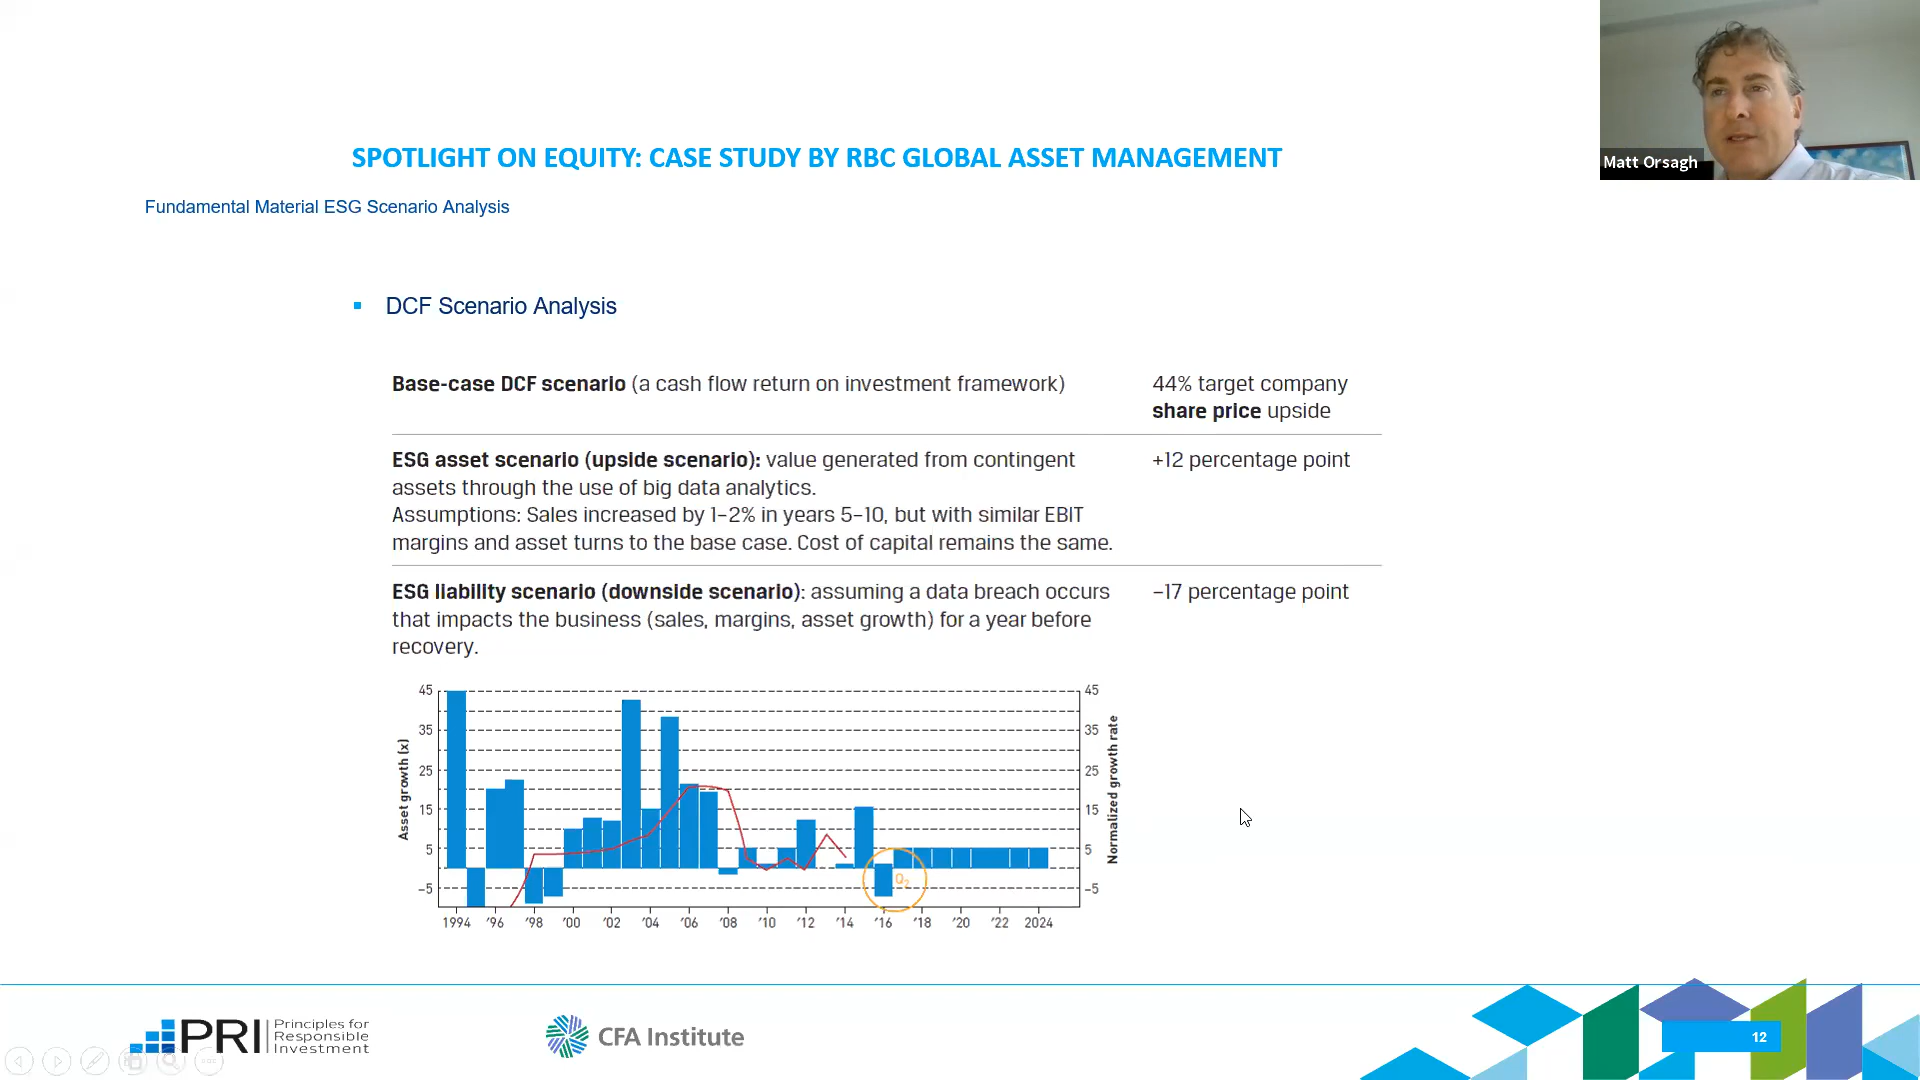 Matt Orsagh
SPOTLIGHT ON EQUITY: CASE STUDY BY RBC GLOBAL ASSET MANAGEMENT
Fundamental Material ESG Scenario Analysis
DCF Scenario Analysis
Base-case DCF scenario (a cash flow return on investment framework)
44% target company
share price upside
ESG asset scenario (upside scenario): value generated from contingent
assets through the use of big data analytics.
Assumptions: Sales increased by 1–2% in years 5–10, but with similar EBIT
margins and asset turns to the base case. Cost of capital remains the same.
+12 percentage point
ESG liability scenario (downside scenario): assuming a data breach occurs
that impacts the business (sales, margins, asset growth) for a year before
recovery.
–17 percentage point
Asset growth (x)
45
35
25
15
5
–5
45
35
25
15
5
–5
Normalized growth rate
1994 '96 '98 '00 '02 '04 '06 '08 '10 '12 '14 '16 '18 '20 '22 2024
PRI
Principles for
Responsible
Investment
CFA Institute
12